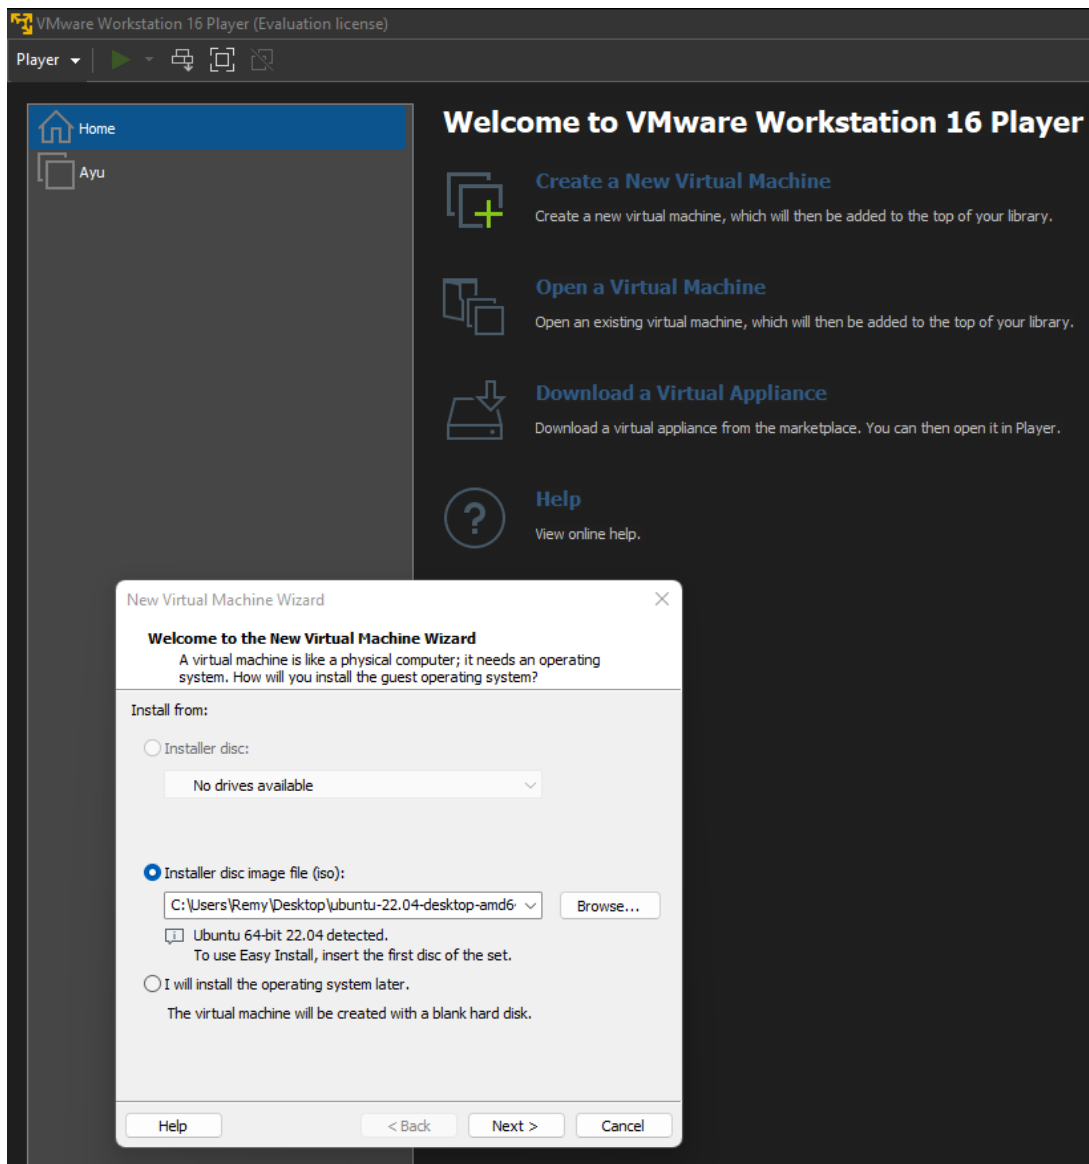 VMware Workstation 16 Player (Evaluation license)
Player
Home
Ayu
Welcome to VMware Workstation 16 Player
Create a New Virtual Machine
Create a new virtual machine, which will then be added to the top of your library.
Open a Virtual Machine
Open an existing virtual machine, which will then be added to the top of your library.
Download a Virtual Appliance
Download a virtual appliance from the marketplace. You can then open it in Player.
Help
View online help.
New Virtual Machine Wizard
Welcome to the New Virtual Machine Wizard
A virtual machine is like a physical computer; it needs an operating
system. How will you install the guest operating system?
Install from:
Installer disc:
No drives available
Installer disc image file (iso):
C:\Users\Remy\Desktop\ubuntu-22.04-desktop-amd6
Browse...
Ubuntu 64-bit 22.04 detected.
To use Easy Install, insert the first disc of the set.
I will install the operating system later.
The virtual machine will be created with a blank hard disk.
Help
< Back
Next >
Cancel